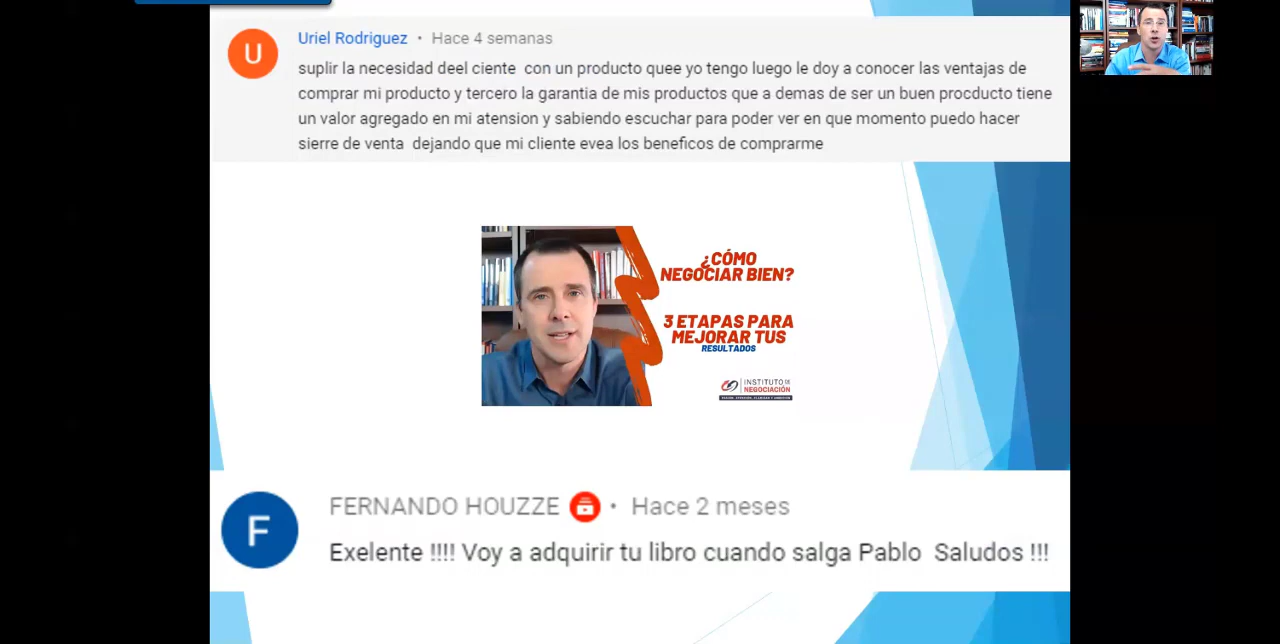 U
Uriel Rodriguez • Hace 4 semanas
suplir la necesidad deel ciente con un producto quee yo tengo luego le doy a conocer las ventajas de
comprar mi producto y tercero la garantia de mis productos que a demas de ser un buen procducto tiene
un valor agregado en mi atension y sabiendo escuchar para poder ver en que momento puedo hacer
sierre de venta dejando que mi cliente evea los beneficos de comprarme
¿CÓMO
NEGOCIAR BIEN?
3 ETAPAS PARA
MEJORAR TUS
RESULTADOS
INSTITUTO DE
NEGOCIACIÓN
F
FERNANDO HOUZZE • Hace 2 meses
Exelente !!!! Voy a adquirir tu libro cuando salga Pablo Saludos !!!